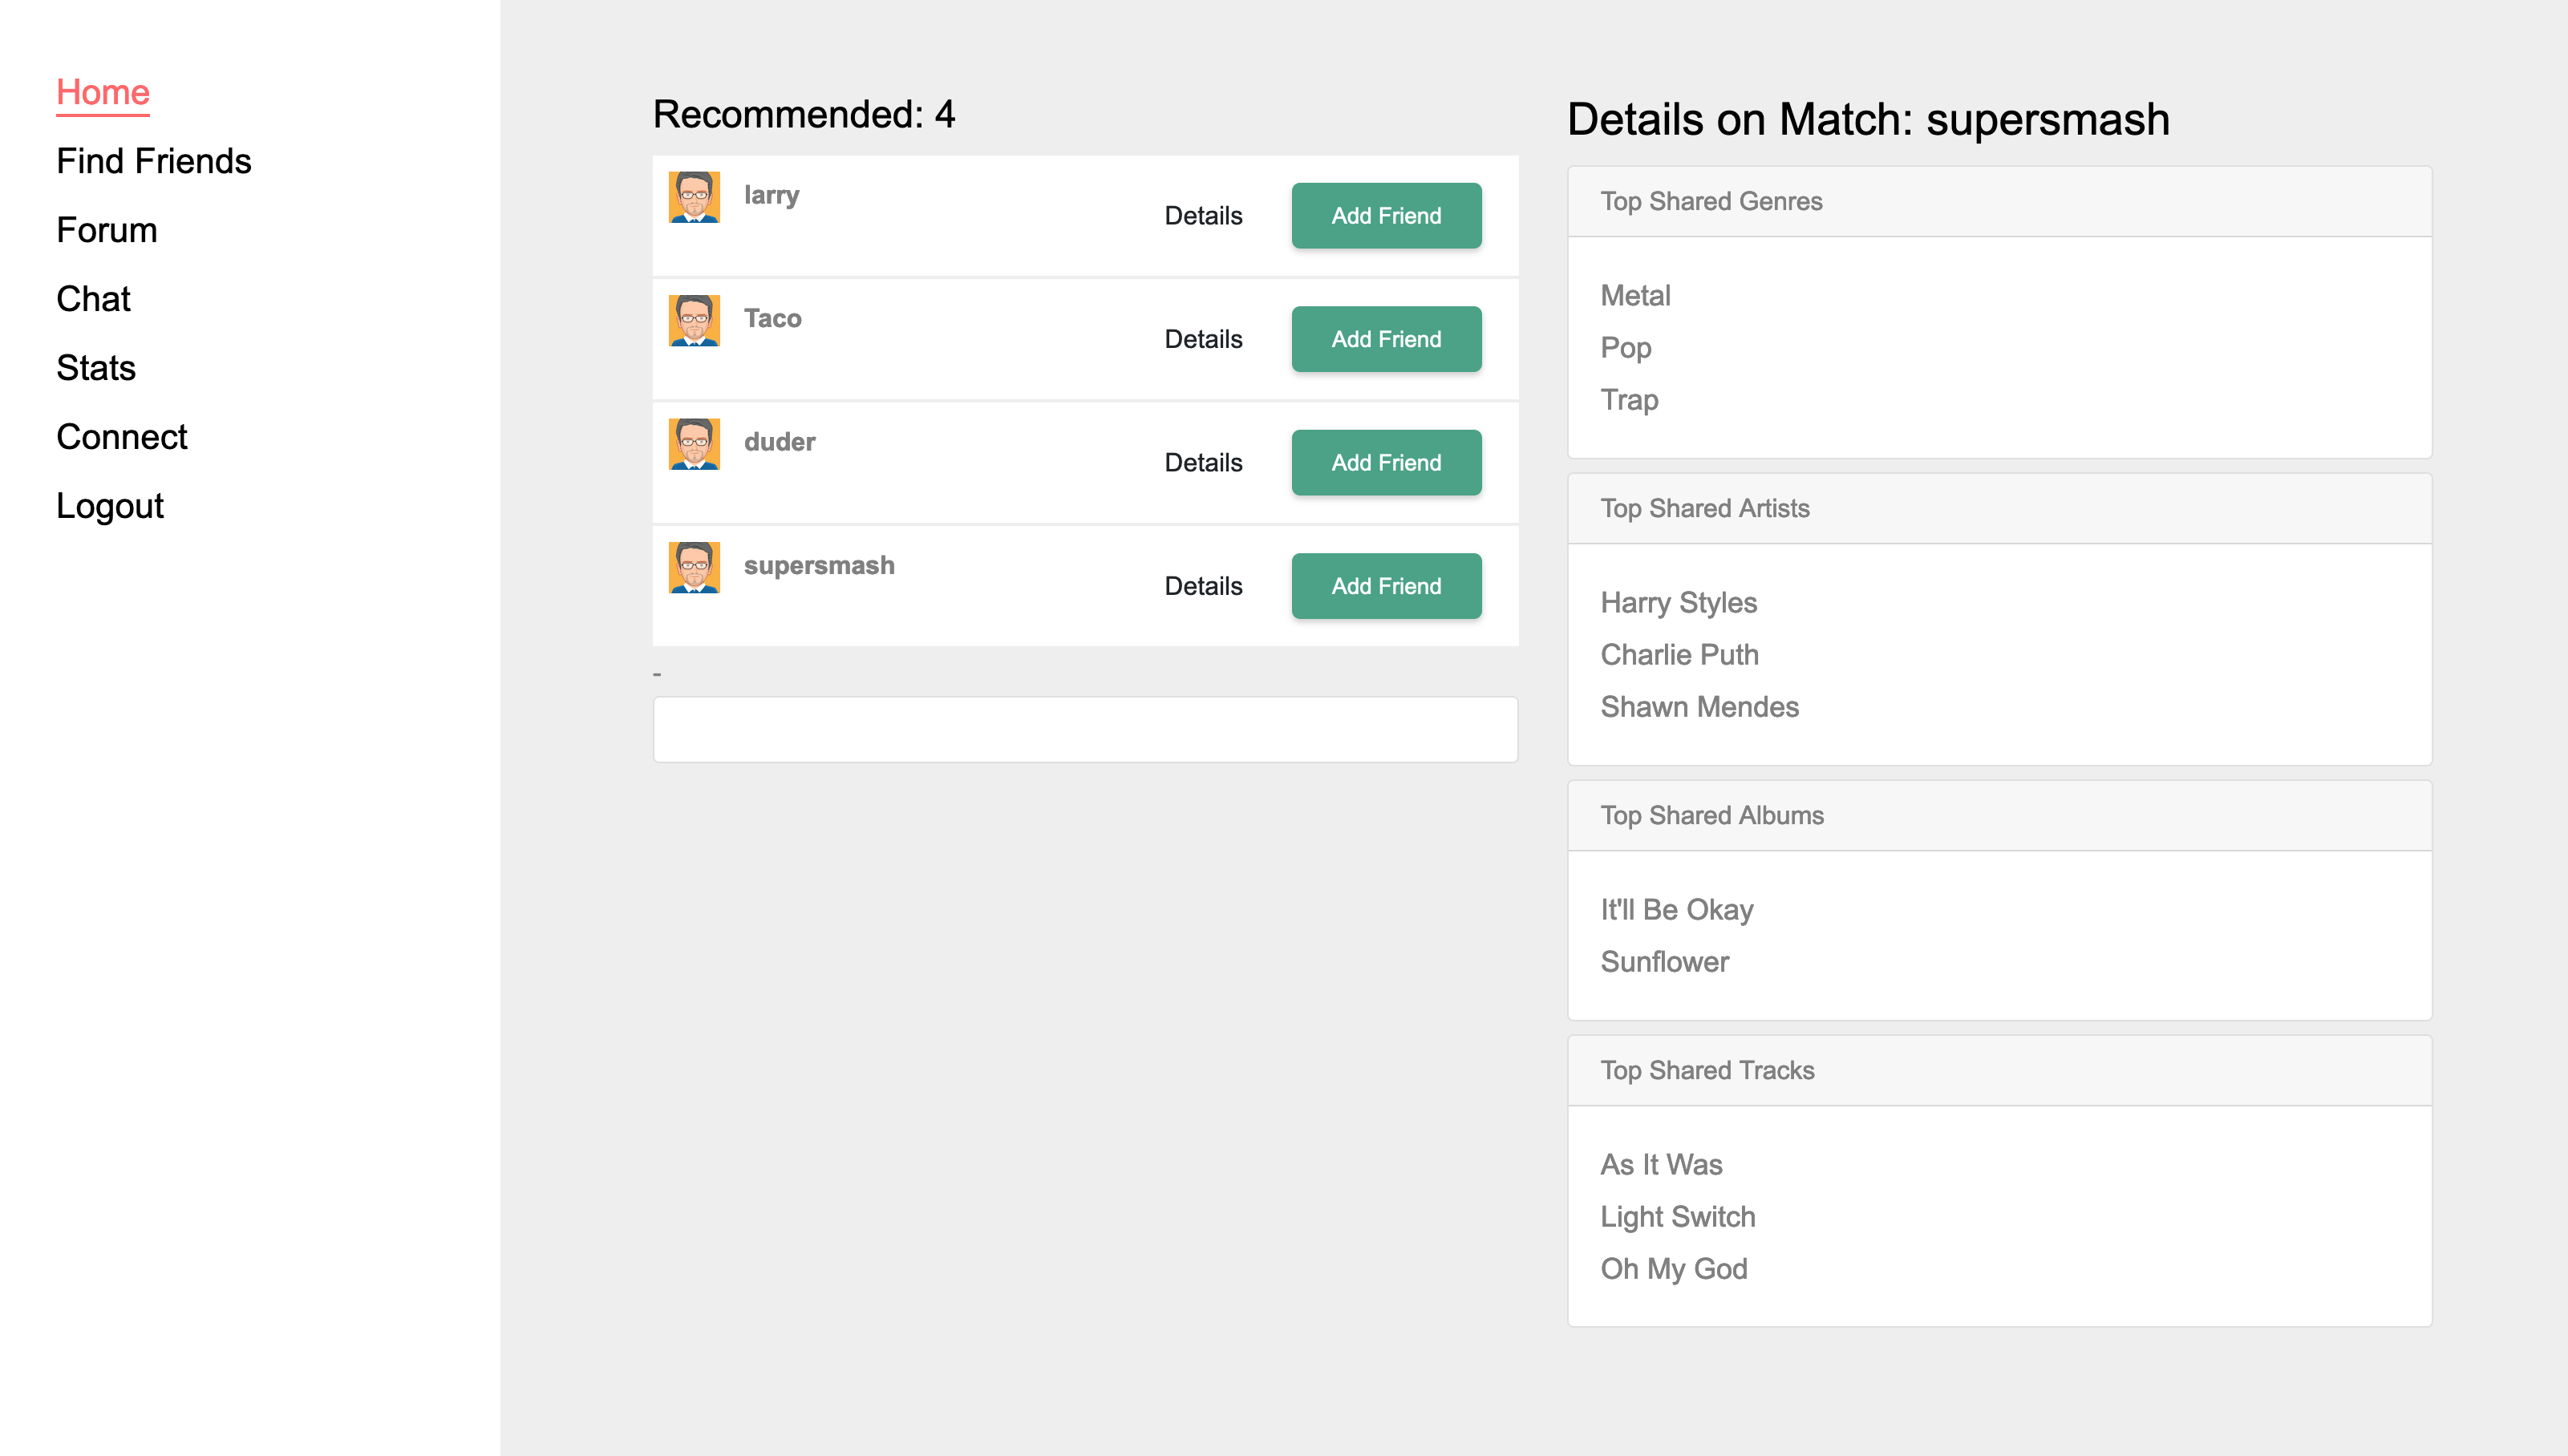 Home
Find Friends
Forum
Chat
Stats
Connect
Logout
Recommended: 4
larry
Details
Add Friend
Taco
Details
Add Friend
duder
Details
Add Friend
supersmash
Details
Add Friend
-
Details on Match: supersmash
Top Shared Genres
Metal
Pop
Trap
Top Shared Artists
Harry Styles
Charlie Puth
Shawn Mendes
Top Shared Albums
It'll Be Okay
Sunflower
Top Shared Tracks
As It Was
Light Switch
Oh My God